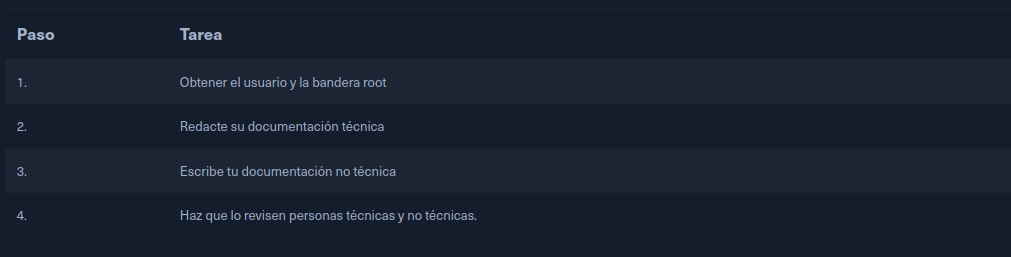 Paso Tarea
1. Obtener el usuario y la bandera root
2. Redacte su documentación técnica
3. Escribe tu documentación no técnica
4. Haz que lo revisen personas técnicas y no técnicas.